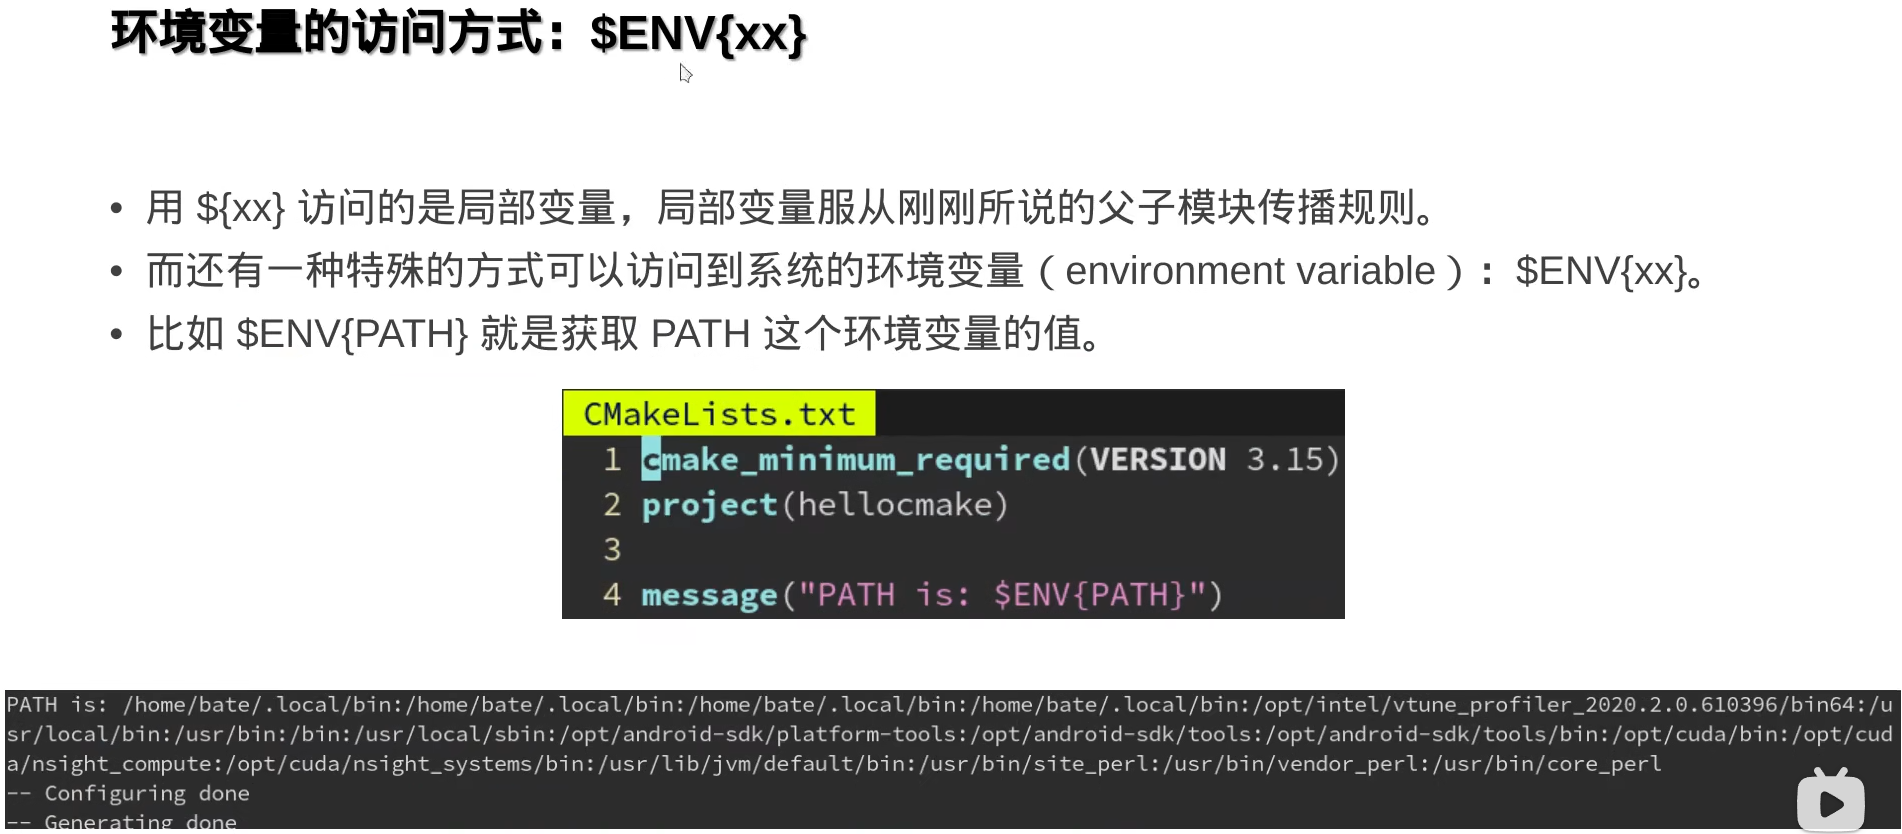 环境变量的访问方式：$ENV{xx}
• 用 ${xx} 访问的是局部变量，局部变量服从刚刚所说的父子模块传播规则。
• 而还有一种特殊的方式可以访问到系统的环境变量（environment variable）：$ENV{xx}。
• 比如 $ENV{PATH} 就是获取 PATH 这个环境变量的值。
CMakeLists.txt
1 cmake_minimum_required(VERSION 3.15)
2 project(hellocmake)
3
4 message("PATH is: $ENV{PATH}")
PATH is: /home/bate/.local/bin:/home/bate/.local/bin:/home/bate/.local/bin:/home/bate/.local/bin:/opt/intel/vtune_profiler_2020.2.0.610396/bin64:/u
sr/local/bin:/usr/bin:/bin:/usr/local/sbin:/opt/android-sdk/platform-tools:/opt/android-sdk/tools:/opt/android-sdk/tools/bin:/opt/cuda/bin:/opt/cud
a/nsight_compute:/opt/cuda/nsight_systems/bin:/usr/lib/jvm/default/bin:/usr/bin/site_perl:/usr/bin/vendor_perl:/usr/bin/core_perl
-- Configuring done
-- Generating done